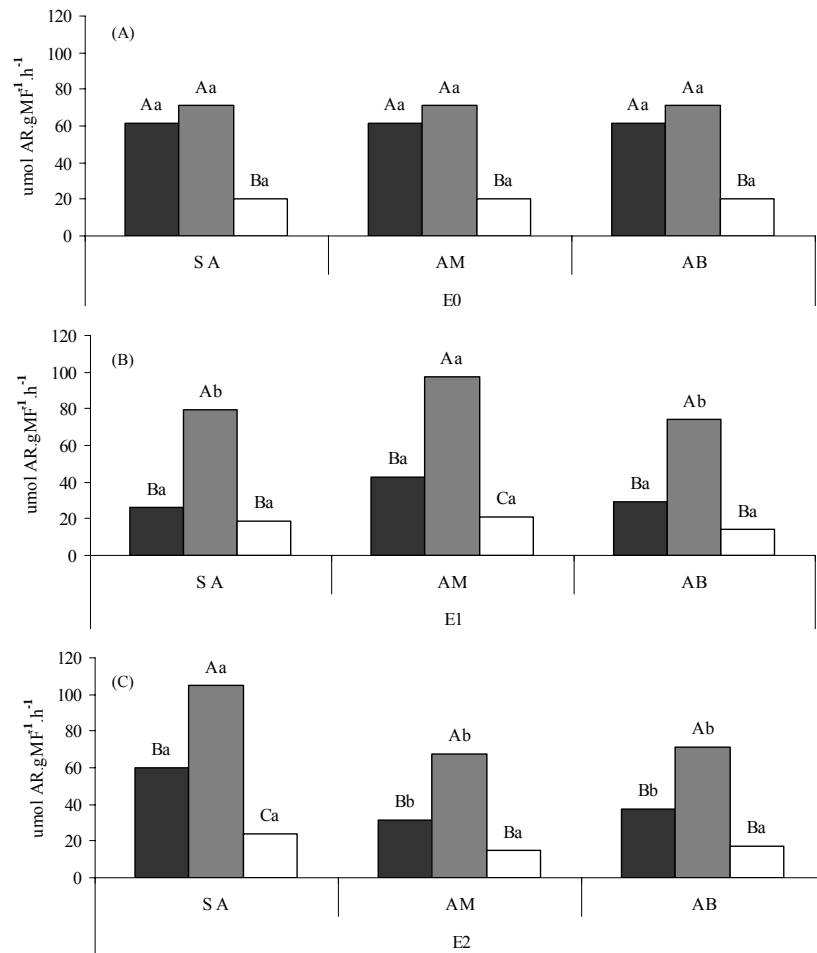 120
(A)
100
Aa Aa Aa
80
Aa Aa Aa
60
40
Ba Ba Ba
20
0
umol AR.gMF⁻¹.h⁻¹
S A AM AB
E0
120
(B)
Aa
100
Ab Ab
80
60
Ba
40
Ba Ba
Ca
20
Ba Ba
0
umol AR.gMF⁻¹.h⁻¹
S A AM AB
E1
120
(C)
Aa
100
80
Ab Ab
Ba
60
40
Bb Bb
Ca
20
Ba Ba
0
umol AR.gMF⁻¹.h⁻¹
S A AM AB
E2